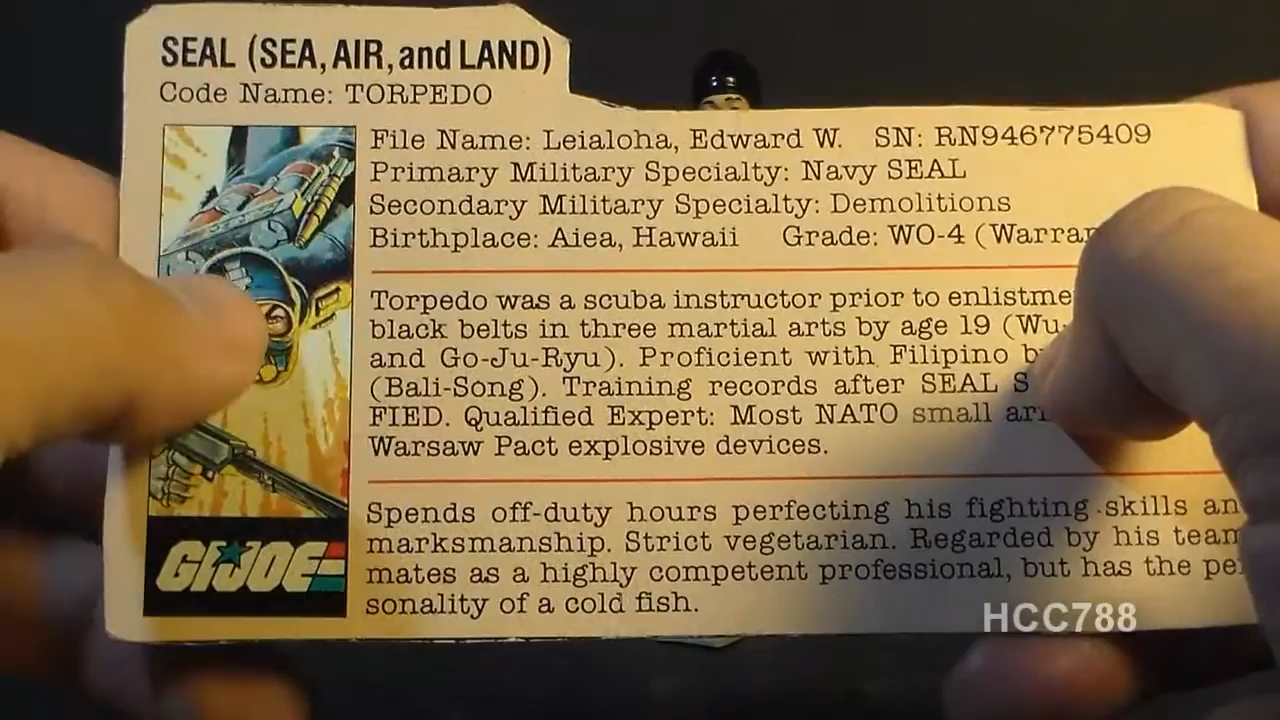 SEAL (SEA, AIR, and LAND)
Code Name: TORPEDO
File Name: Leialoha, Edward W. SN: RN946775409
Primary Military Specialty: Navy SEAL
Secondary Military Specialty: Demolitions
Birthplace: Aiea, Hawaii Grade: WO-4
Torpedo was a scuba instructor prior to
black belts in three martial arts by age 19
and Go-Ju-Ryu). Proficient with Filipino
(Bali-Song). Training records after SEAL
FIED. Qualified Expert: Most NATO small
Warsaw Pact explosive devices.
Spends off-duty hours perfecting his fighting skills
marksmanship. Strict vegetarian. Regarded by his team
mates as a highly competent professional, but has the
sonality of a cold fish.
GI JOE
HCC788